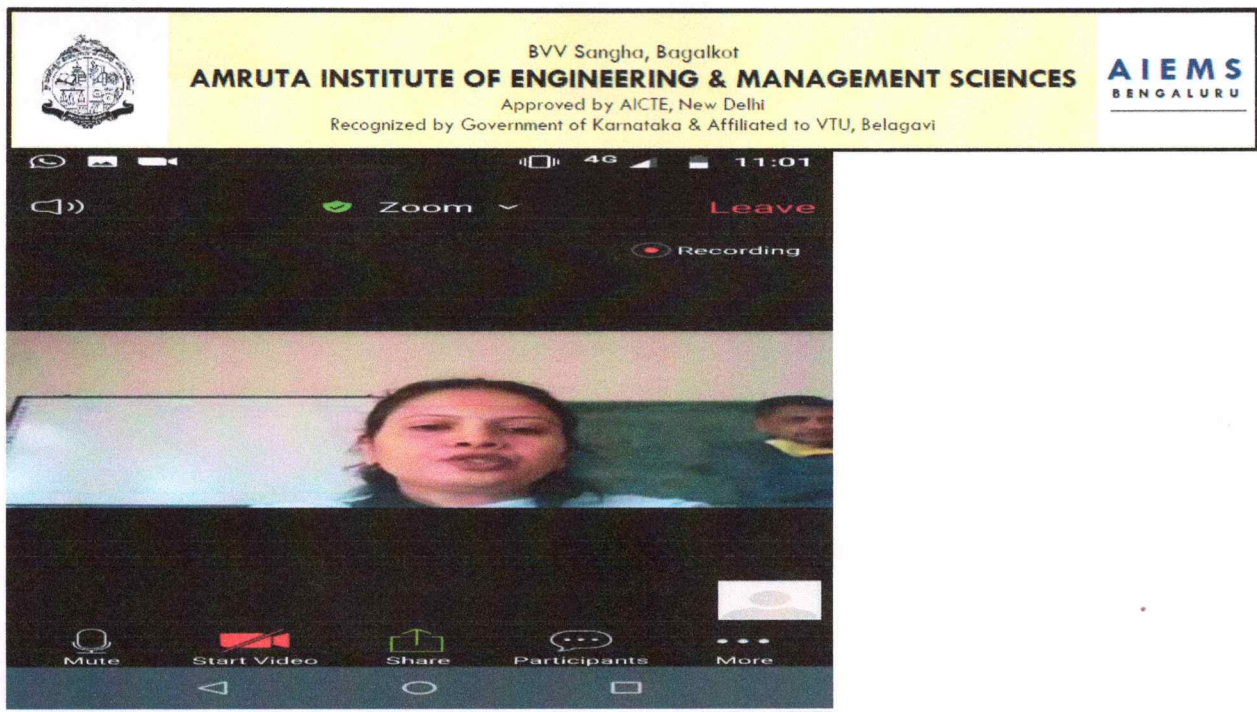 BVV Sangha, Bagalkot
AMRUTA INSTITUTE OF ENGINEERING & MANAGEMENT SCIENCES
Approved by AICTE, New Delhi
Recognized by Government of Karnataka & Affiliated to VTU, Belagavi
AIEMS
BENGALURU
4G 11:01
Zoom
Leave
Recording
Mute Start Video Share Participants More